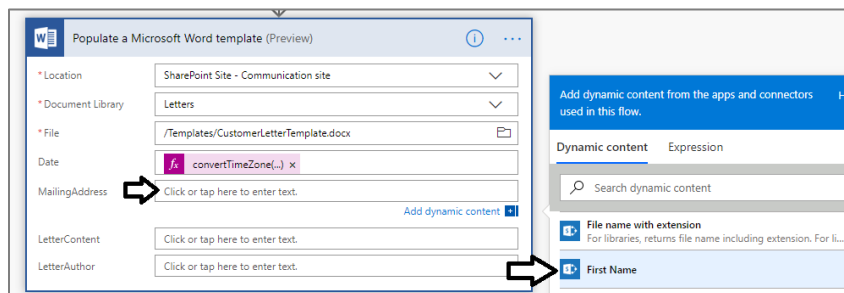 Populate a Microsoft Word template (Preview)
* Location
SharePoint Site - Communication site
* Document Library
Letters
* File
/Templates/CustomerLetterTemplate.docx
Date
fx convertTimeZone(...) ×
MailingAddress
Click or tap here to enter text.
Add dynamic content
LetterContent
Click or tap here to enter text.
LetterAuthor
Click or tap here to enter text.
Add dynamic content from the apps and connectors
used in this flow.
Dynamic content Expression
Search dynamic content
File name with extension
For libraries, returns file name including extension. For li...
First Name